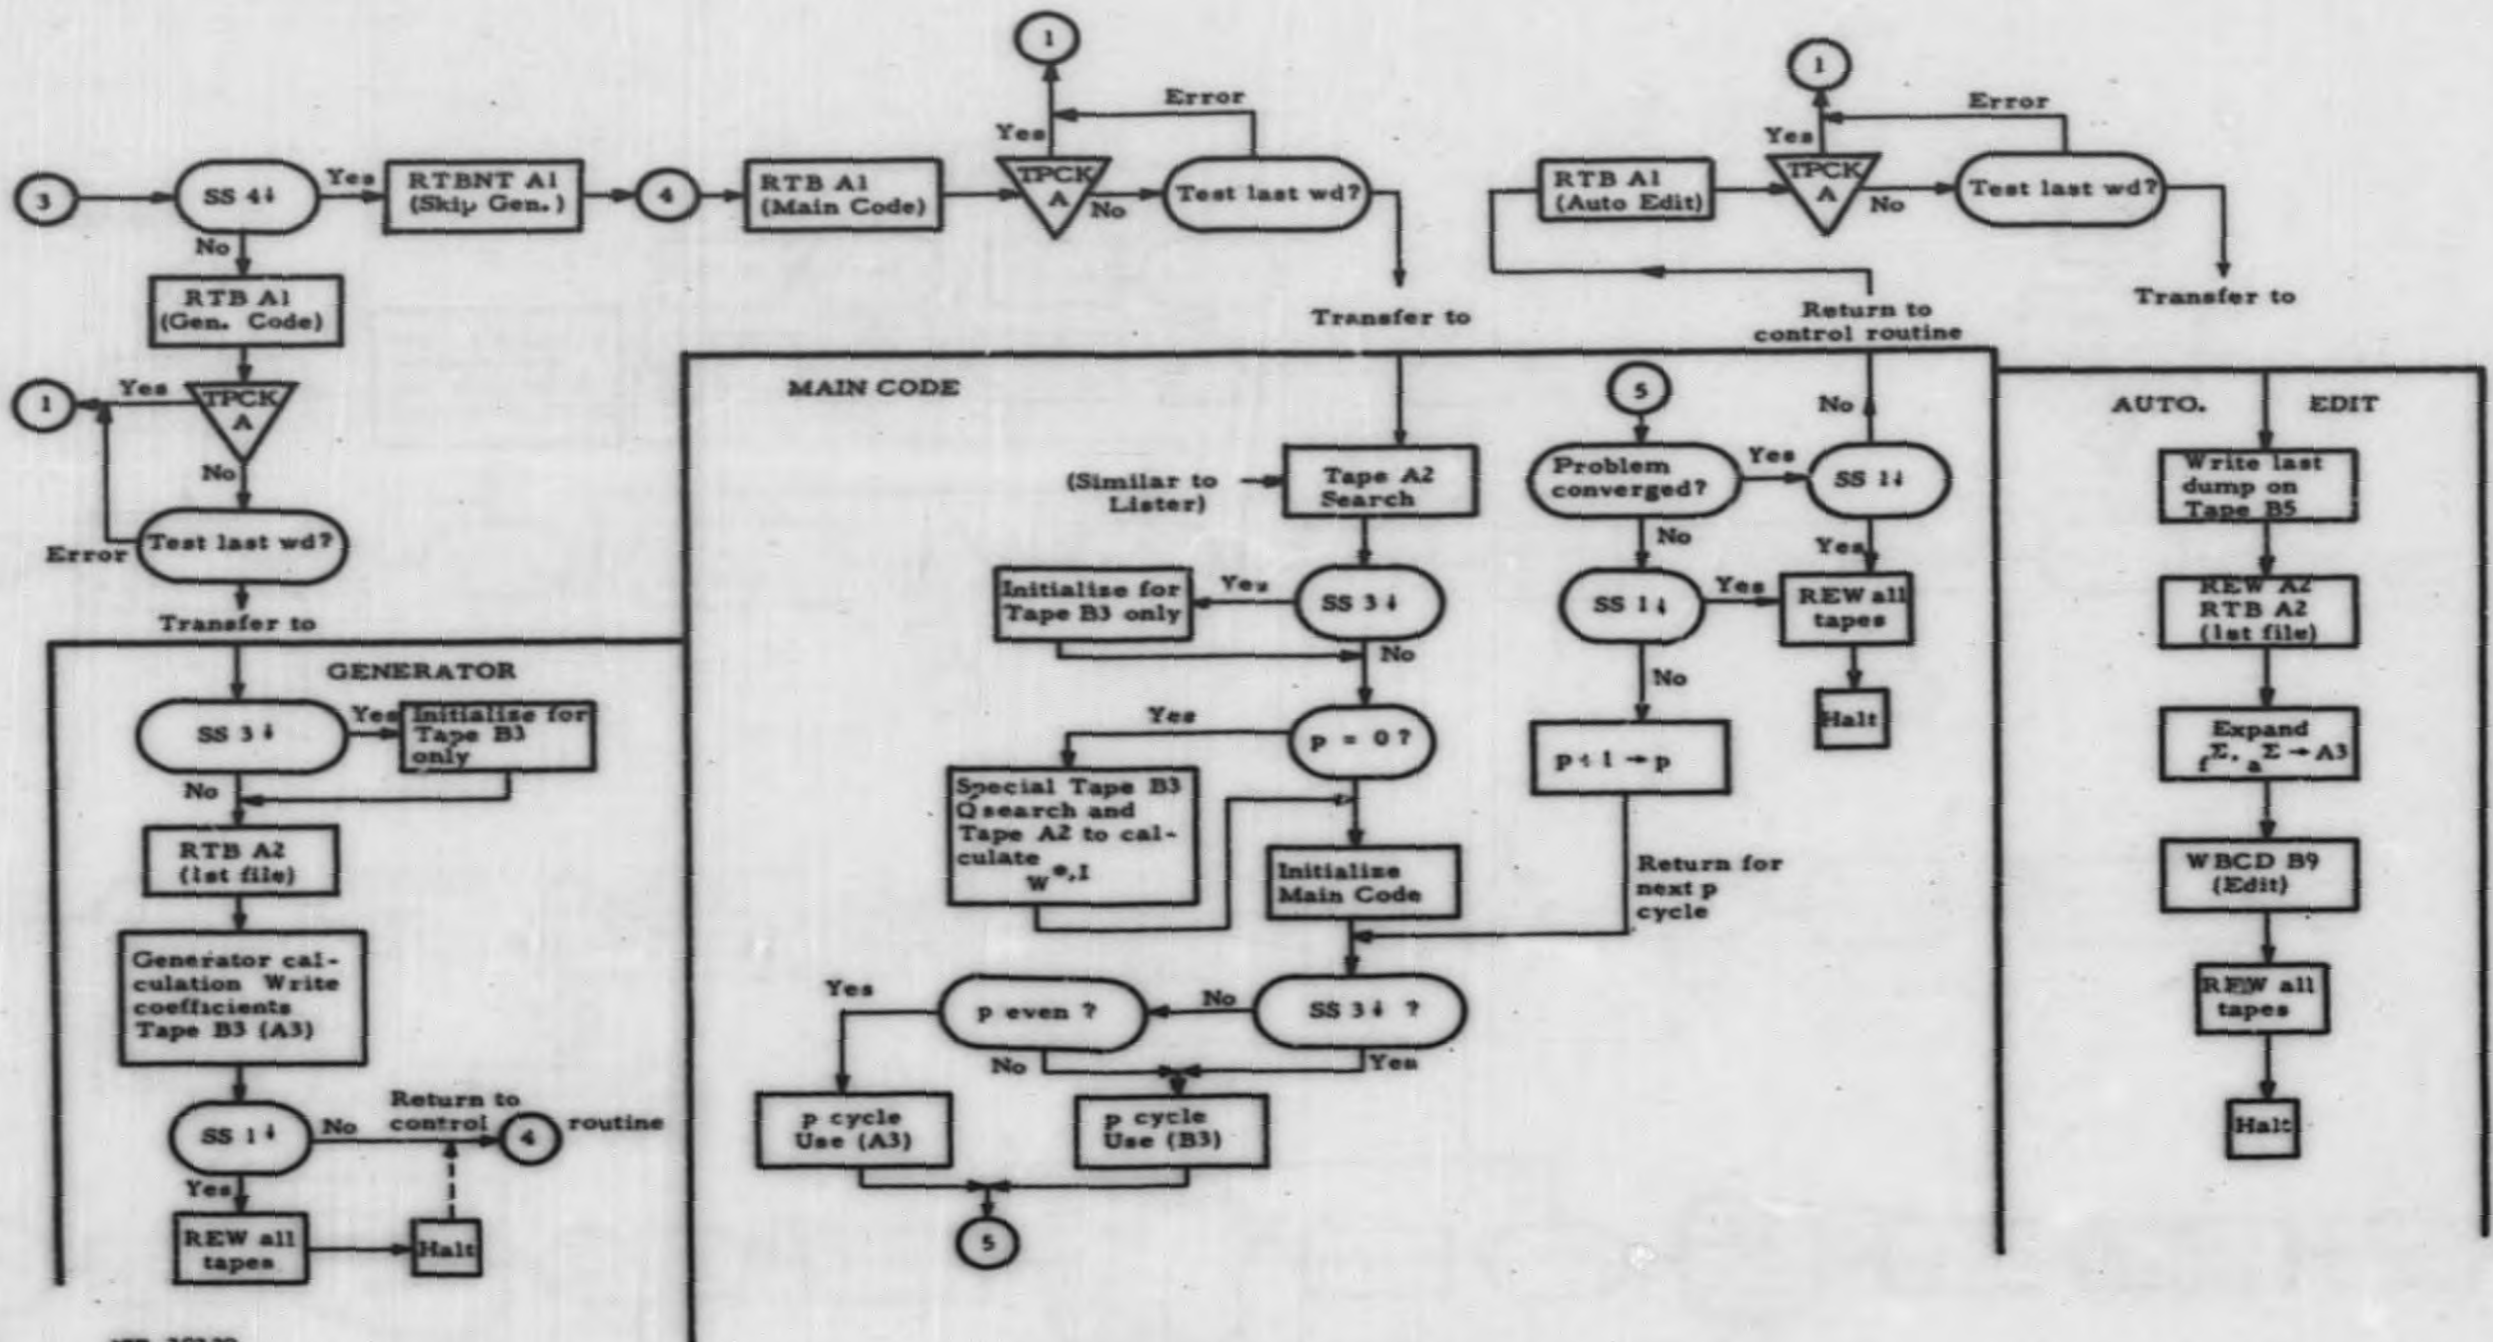 1
1
Error
Error
Yes
Yes
3
SS 4↓
Yes
RTBNT A1
(Skip Gen.)
4
RTB A1
(Main Code)
TPCK
A
No
Test last wd?
RTB A1
(Auto Edit)
TPCK
A
No
Test last wd?
No
RTB A1
(Gen. Code)
Transfer to
Return to
control routine
Transfer to
1
Yes
TPCK
A
No
Error
Test last wd?
Transfer to
GENERATOR
SS 3↓
Yes
Initialize for
Tape B3
only
No
RTB A2
(1st file)
Generator cal-
culation Write
coefficients
Tape B3 (A3)
SS 1↓
No
Return to
control
4
routine
Yes
REW all
tapes
Halt
MAIN CODE
(Similar to
Lister)
Tape A2
Search
Initialize for
Tape B3 only
Yes
SS 3↓
No
Yes
p = 0 ?
Special Tape B3
Q search and
Tape A2 to cal-
culate
W*,I
Initialize
Main Code
Yes
p even ?
No
SS 3↓ ?
No
Yes
p cycle
Use (A3)
p cycle
Use (B3)
5
5
Problem
converged?
Yes
SS 1↓
No
No
Yes
SS 1↓
Yes
REW all
tapes
No
Halt
p + 1 → p
Return for
next p
cycle
AUTO. EDIT
Write last
dump on
Tape B5
REW A2
RTB A2
(1st file)
Expand
fΣ, aΣ → A3
WBCD B9
(Edit)
REW all
tapes
Halt